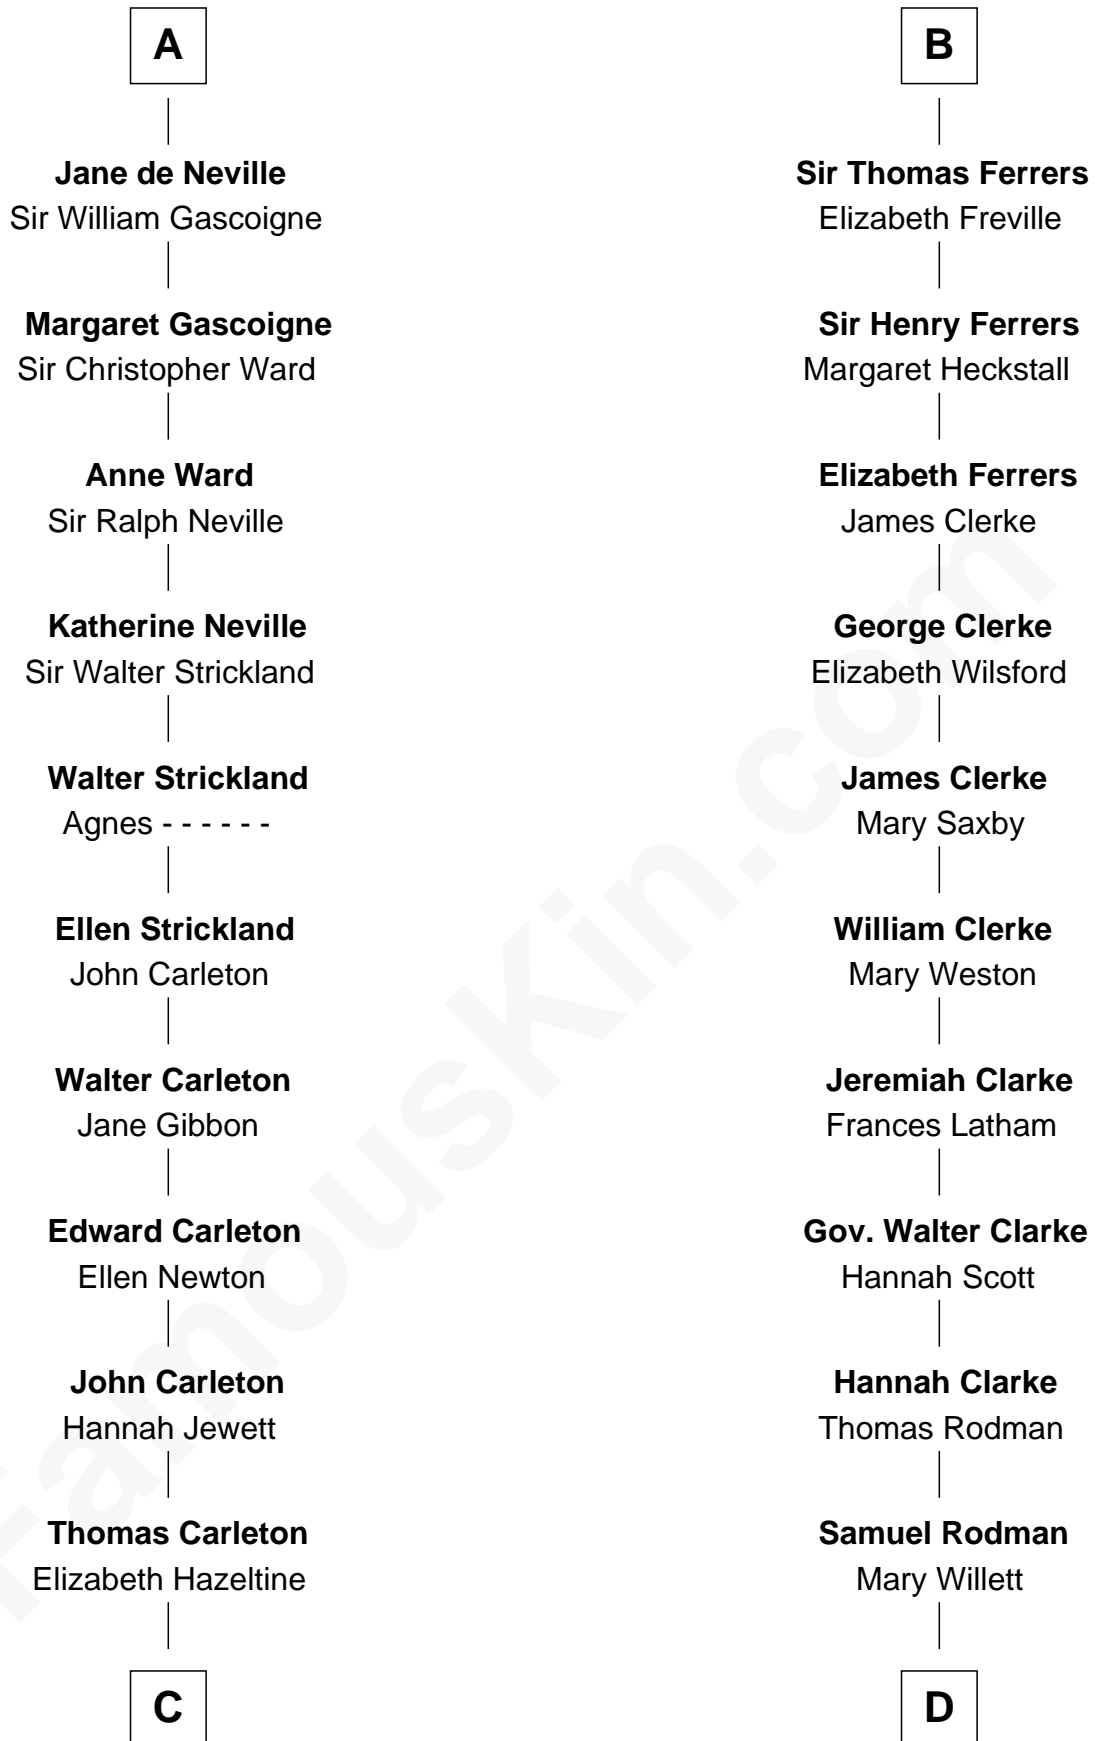 A
Jane de Neville
Sir William Gascoigne
Margaret Gascoigne
Sir Christopher Ward
Anne Ward
Sir Ralph Neville
Katherine Neville
Sir Walter Strickland
Walter Strickland
Agnes - - - - - -
Ellen Strickland
John Carleton
Walter Carleton
Jane Gibbon
Edward Carleton
Ellen Newton
John Carleton
Hannah Jewett
Thomas Carleton
Elizabeth Hazeltine
C
B
Sir Thomas Ferrers
Elizabeth Freville
Sir Henry Ferrers
Margaret Heckstall
Elizabeth Ferrers
James Clerke
George Clerke
Elizabeth Wilsford
James Clerke
Mary Saxby
William Clerke
Mary Weston
Jeremiah Clarke
Frances Latham
Gov. Walter Clarke
Hannah Scott
Hannah Clarke
Thomas Rodman
Samuel Rodman
Mary Willett
D
FamousKin.com